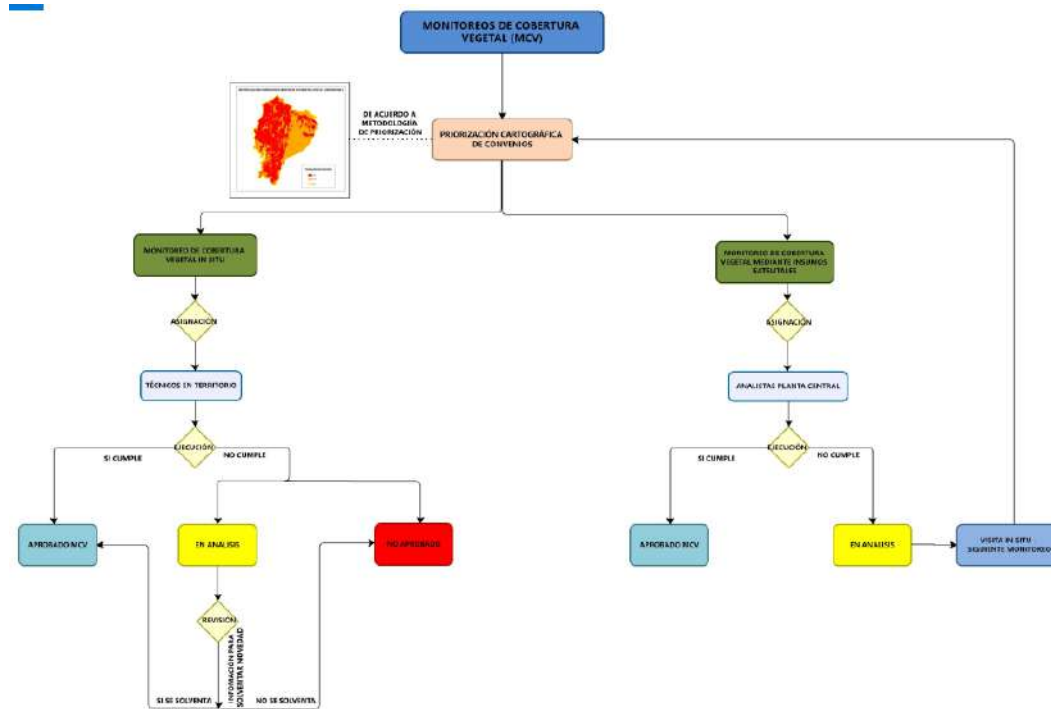 MONITOREOS DE COBERTURA
VEGETAL (MCV)
DE ACUERDO A
METODOLOGÍA
DE PRIORIZACIÓN
PRIORIZACIÓN CARTOGRÁFICA
DE CONVENIOS
MONITOREO DE COBERTURA
VEGETAL IN SITU
MONITOREO DE COBERTURA
VEGETAL MEDIANTE INSUMOS
SATELITALES
ASIGNACIÓN
ASIGNACIÓN
TÉCNICOS EN TERRITORIO
ANALISTAS PLANTA CENTRAL
EJECUCIÓN
SI CUMPLE
NO CUMPLE
EJECUCIÓN
SI CUMPLE
NO CUMPLE
APROBADO MCV
EN ANÁLISIS
NO APROBADO
APROBADO MCV
EN ANÁLISIS
VISITA IN SITU
SIGUIENTE MONITOREO
REVISIÓN
INFOMACIÓN PARA
SOLVENTAR NOVEDAD
SI SE SOLVENTA
NO SE SOLVENTA